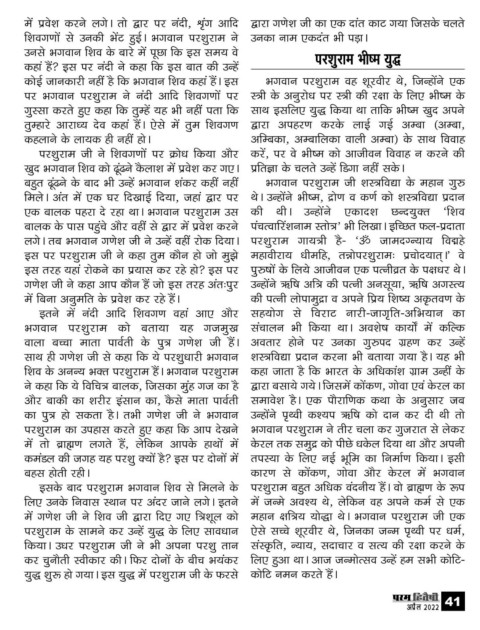 में प्रवेश करने लगे। तो द्वार पर नंदी, श्रृंग आदि
शिवगणों से उनकी भेंट हुई। भगवान परशुराम ने
उनसे भगवान शिव के बारे में पूछा कि इस समय वे
कहां हैं? इस पर नंदी ने कहा कि इस बात की उन्हें
कोई जानकारी नहीं है कि भगवान शिव कहां हैं। इस
पर भगवान परशुराम ने नंदी आदि शिवगणों पर
गुस्सा करते हुए कहा कि तुम्हें यह भी नहीं पता कि
तुम्हारे आराध्य देव कहां हैं। ऐसे में तुम शिवगण
कहलाने के लायक ही नहीं हो।
परशुराम जी ने शिवगणों पर क्रोध किया और
खुद भगवान शिव को ढूंढने कैलाश में प्रवेश कर गए।
बहुत ढूंढने के बाद भी उन्हें भगवान शंकर कहीं नहीं
मिले। अंत में एक घर दिखाई दिया, जहां द्वार पर
एक बालक पहरा दे रहा था। भगवान परशुराम उस
बालक के पास पहुंचे और वहीं से द्वार में प्रवेश करने
लगे। तब भगवान गणेश जी ने उन्हें वहीं रोक दिया।
इस पर परशुराम जी ने कहा तुम कौन हो जो मुझे
इस तरह यहां रोकने का प्रयास कर रहे हो? इस पर
गणेश जी ने कहा आप कौन हैं जो इस तरह अंतःपुर
में बिना अनुमति के प्रवेश कर रहे हैं।
इतने में नंदी आदि शिवगण वहां आए और
भगवान परशुराम को बताया यह गजमुख
वाला बच्चा माता पार्वती के पुत्र गणेश जी हैं।
साथ ही गणेश जी से कहा कि ये परशुधारी भगवान
शिव के अनन्य भक्त परशुराम हैं। भगवान परशुराम
ने कहा कि ये विचित्र बालक, जिसका मुंह गज का है
और बाकी का शरीर इंसान का, कैसे माता पार्वती
का पुत्र हो सकता है। तभी गणेश जी ने भगवान
परशुराम का उपहास करते हुए कहा कि आप देखने
में तो ब्राह्मण लगते हैं, लेकिन आपके हाथों में
कमंडल की जगह यह परशु क्यों है? इस पर दोनों में
बहस होती रही।
इसके बाद परशुराम भगवान शिव से मिलने के
लिए उनके निवास स्थान पर अंदर जाने लगे। इतने
में गणेश जी ने शिव जी द्वारा दिए गए त्रिशूल को
परशुराम के सामने कर उन्हें युद्ध के लिए सावधान
किया। उधर परशुराम जी ने भी अपना परशु तान
कर चुनौती स्वीकार की। फिर दोनों के बीच भयंकर
युद्ध शुरू हो गया। इस युद्ध में परशुराम जी के फरसे
द्वारा गणेश जी का एक दांत काट गया जिसके चलते
उनका नाम एकदंत भी पड़ा।
परशुराम भीष्म युद्ध
भगवान परशुराम वह शूरवीर थे, जिन्होंने एक
स्त्री के अनुरोध पर स्त्री की रक्षा के लिए भीष्म के
साथ इसलिए युद्ध किया था ताकि भीष्म खुद अपने
द्वारा अपहरण करके लाई गई अम्बा (अम्बा,
अम्बिका, अम्बालिका वाली अम्बा) के साथ विवाह
करें, पर वे भीष्म को आजीवन विवाह न करने की
प्रतिज्ञा के चलते उन्हें डिगा नहीं सके।
भगवान परशुराम जी शस्त्रविद्या के महान गुरु
थे। उन्होंने भीष्म, द्रोण व कर्ण को शस्त्रविद्या प्रदान
की थी। उन्होंने एकादश छन्दयुक्त 'शिव
पंचत्वारिंशनाम स्तोत्र' भी लिखा। इच्छित फल-प्रदाता
परशुराम गायत्री है- 'ॐ जामदग्न्याय विद्महे
महावीराय धीमहि, तन्नोपरशुरामः प्रचोदयात्।' वे
पुरुषों के लिये आजीवन एक पत्नीव्रत के पक्षधर थे।
उन्होंने ऋषि अत्रि की पत्नी अनसूया, ऋषि अगस्त्य
की पत्नी लोपामुद्रा व अपने प्रिय शिष्य अकृतवण के
सहयोग से विराट नारी-जागृति-अभियान का
संचालन भी किया था। अवशेष कार्यों में कल्कि
अवतार होने पर उनका गुरुपद ग्रहण कर उन्हें
शस्त्रविद्या प्रदान करना भी बताया गया है। यह भी
कहा जाता है कि भारत के अधिकांश ग्राम उन्हीं के
द्वारा बसाये गये। जिसमें कोंकण, गोवा एवं केरल का
समावेश है। एक पौराणिक कथा के अनुसार जब
उन्होंने पृथ्वी कश्यप ऋषि को दान कर दी थी तो
भगवान परशुराम ने तीर चला कर गुजरात से लेकर
केरल तक समुद्र को पीछे धकेल दिया था और अपनी
तपस्या के लिए नई भूमि का निर्माण किया। इसी
कारण से कोंकण, गोवा और केरल में भगवान
परशुराम बहुत अधिक वंदनीय हैं। वो ब्राह्मण के रूप
में जन्मे अवश्य थे, लेकिन वह अपने कर्म से एक
महान क्षत्रिय योद्धा थे। भगवान परशुराम जी एक
ऐसे सच्चे शूरवीर थे, जिनका जन्म पृथ्वी पर धर्म,
संस्कृति, न्याय, सदाचार व सत्य की रक्षा करने के
लिए हुआ था। आज जन्मोत्सव उन्हें हम सभी कोटि-
कोटि नमन करते हैं।
परम हितैषी
अप्रैल 2022 41